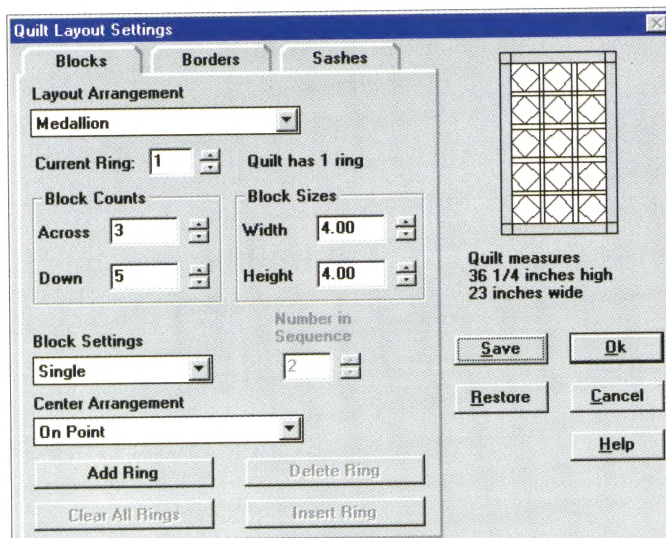 Quilt Layout Settings
Blocks Borders Sashes
Layout Arrangement
Medallion
Current Ring: 1 Quilt has 1 ring
Block Counts
Across 3
Down 5
Block Sizes
Width 4.00
Height 4.00
Block Settings
Single
Number in
Sequence
2
Center Arrangement
On Point
Add Ring Delete Ring
Clear All Rings Insert Ring
Quilt measures
36 1/4 inches high
23 inches wide
Save Ok
Restore Cancel
Help